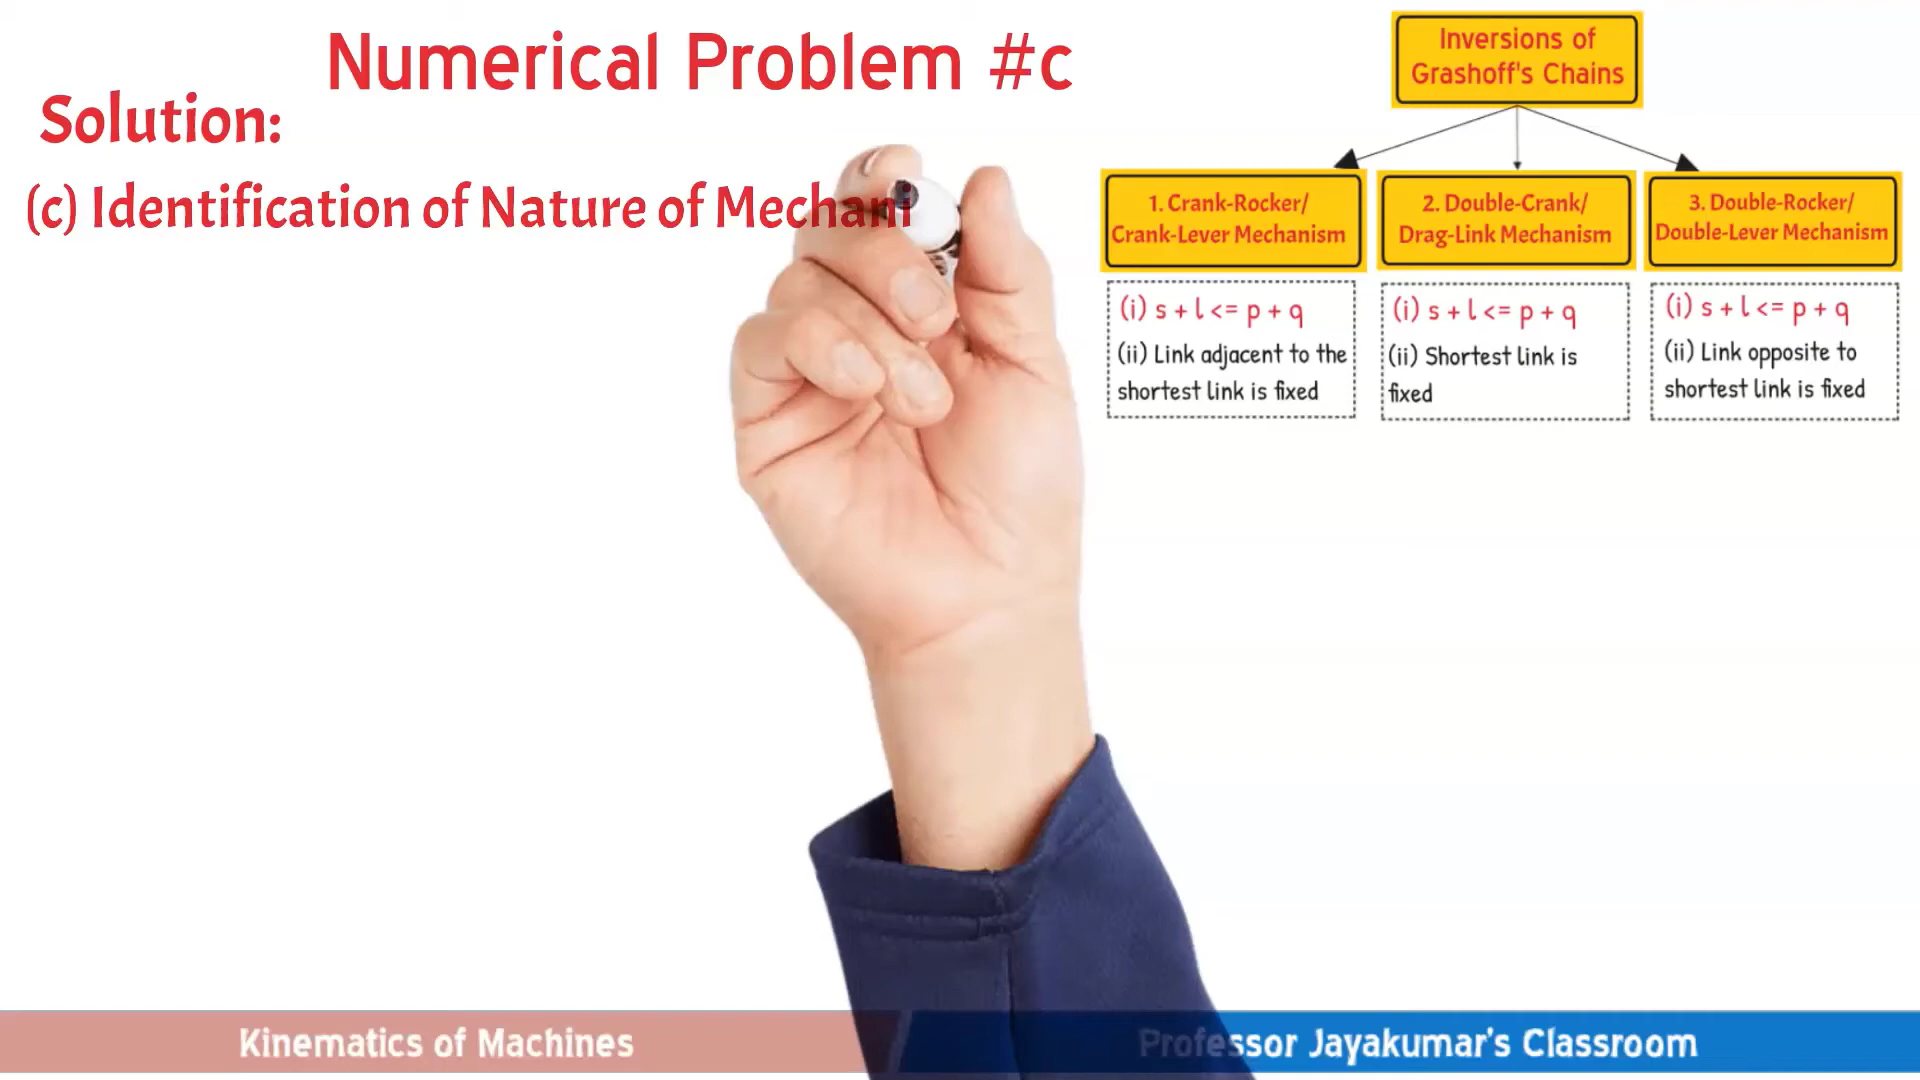 Numerical Problem #c
Solution:
(c) Identification of Nature of Mechani
Inversions of
Grashoff's Chains
1. Crank-Rocker/
Crank-Lever Mechanism
(i) s + l <= p + q
(ii) Link adjacent to the
shortest link is fixed
2. Double-Crank/
Drag-Link Mechanism
(i) s + l <= p + q
(ii) Shortest link is
fixed
3. Double-Rocker/
Double-Lever Mechanism
(i) s + l <= p + q
(ii) Link opposite to
shortest link is fixed
Kinematics of Machines
Professor Jayakumar's Classroom